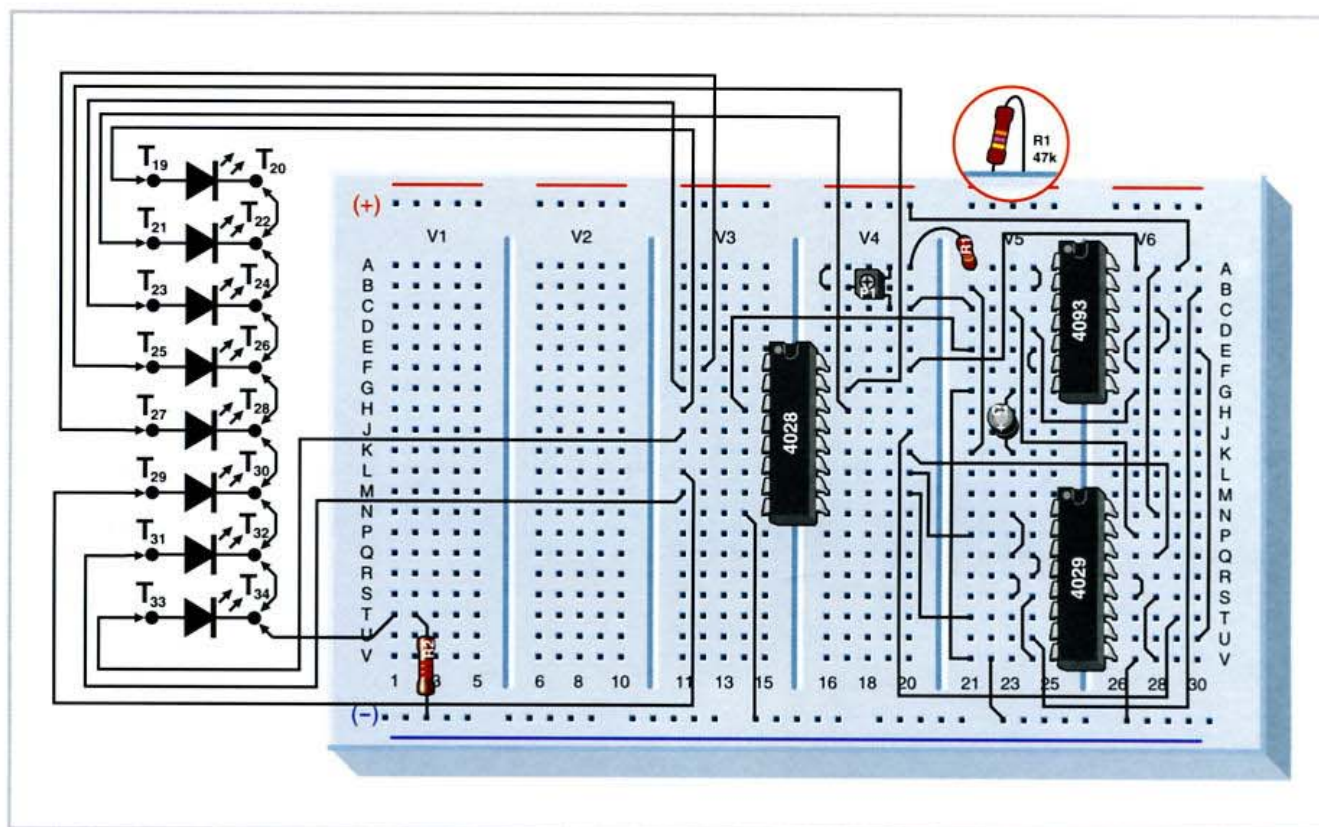 T19
T20
T21
T22
T23
T24
T25
T26
T27
T28
T29
T30
T31
T32
T33
T34
R1
47k
(+)
V1 V2 V3 V4 V5 V6
R1
A A
B B
C C
D D
E E
F F
G G
H H
J J
K K
L L
M M
N N
P P
Q Q
R R
S S
T T
U U
V V
4093
4028
4029
R2
1 3 5 6 8 10 11 13 15 16 18 20 21 23 25 26 28 30
(−)